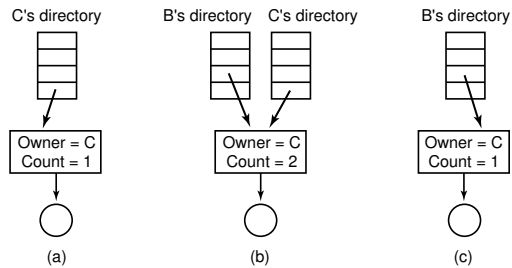 C's directory
B's directory C's directory
B's directory
Owner = C
Count = 1
Owner = C
Count = 2
Owner = C
Count = 1
(a)
(b)
(c)